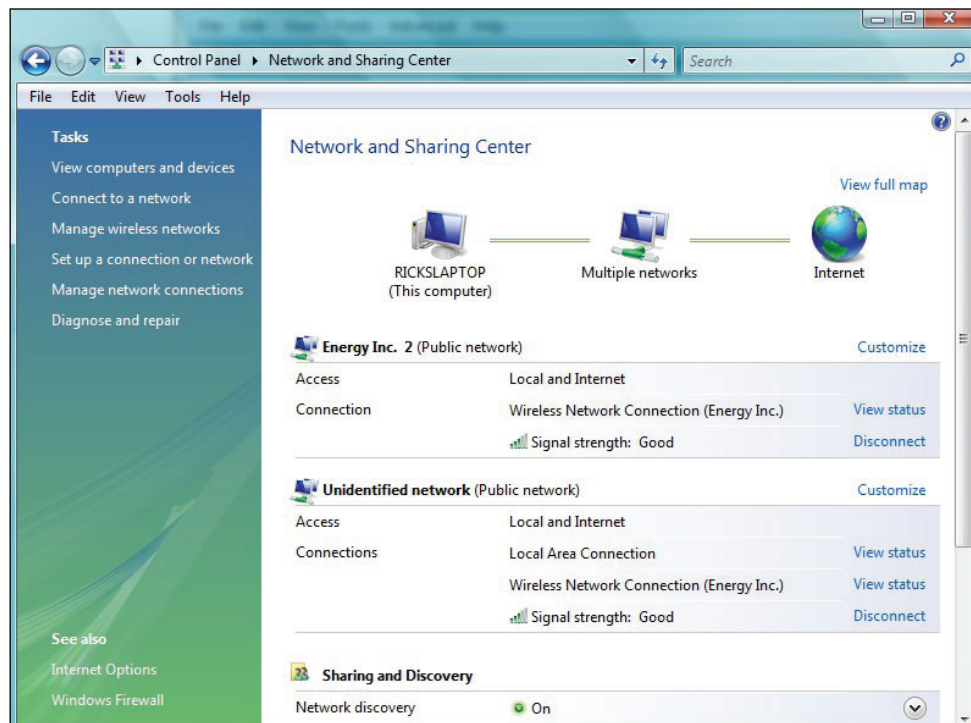 Control Panel Network and Sharing Center Search
File Edit View Tools Help
Tasks
View computers and devices
Connect to a network
Manage wireless networks
Set up a connection or network
Manage network connections
Diagnose and repair
See also
Internet Options
Windows Firewall
Network and Sharing Center
View full map
RICKSLAPTOP
(This computer)
Multiple networks
Internet
Energy Inc. 2 (Public network) Customize
Access Local and Internet
Connection Wireless Network Connection (Energy Inc.) View status
Signal strength: Good Disconnect
Unidentified network (Public network) Customize
Access Local and Internet
Connections Local Area Connection View status
Wireless Network Connection (Energy Inc.) View status
Signal strength: Good Disconnect
Sharing and Discovery
Network discovery On